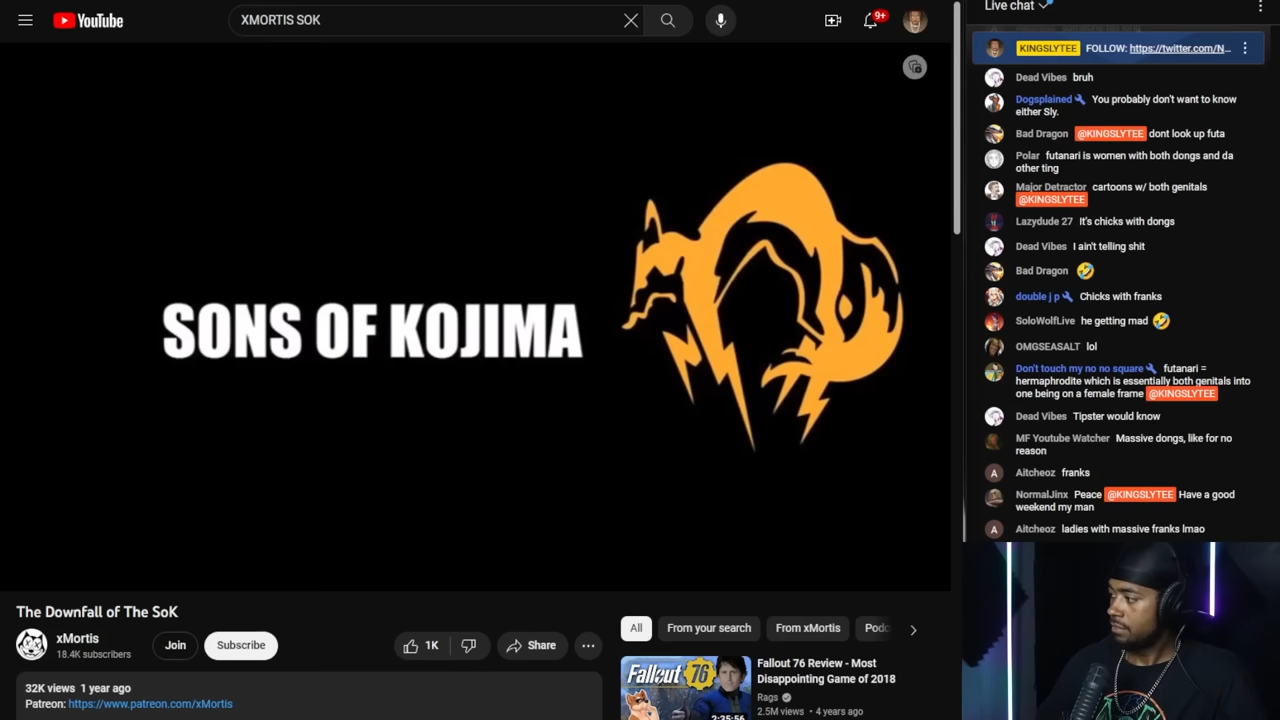 YouTube
XMORTIS SOK
9+
SONS OF KOJIMA
The Downfall of The SoK
xMortis
18.4K subscribers
Join
Subscribe
1K
Share
32K views 1 year ago
Patreon: https://www.patreon.com/xMortis
All
From your search
From xMortis
Podc
Fallout 76
2:35:56
Fallout 76 Review - Most
Disappointing Game of 2018
Rags
2.5M views • 4 years ago
Live chat
KINGSLYTEE FOLLOW: https://twitter.com/N...
Dead Vibes bruh
Dogsplained You probably don't want to know
either Sly.
Bad Dragon @KINGSLYTEE dont look up futa
Polar futanari is women with both dongs and da
other ting
Major Detractor cartoons w/ both genitals
@KINGSLYTEE
Lazydude 27 It's chicks with dongs
Dead Vibes I ain't telling shit
Bad Dragon 🤣
double j p Chicks with franks
SoloWolfLive he getting mad 🤣
OMGSEASALT lol
Don't touch my no no square futanari =
hermaphrodite which is essentially both genitals into
one being on a female frame @KINGSLYTEE
Dead Vibes Tipster would know
MF Youtube Watcher Massive dongs, like for no
reason
A
Aitcheoz franks
NormalJinx Peace @KINGSLYTEE Have a good
weekend my man
A
Aitcheoz ladies with massive franks lmao